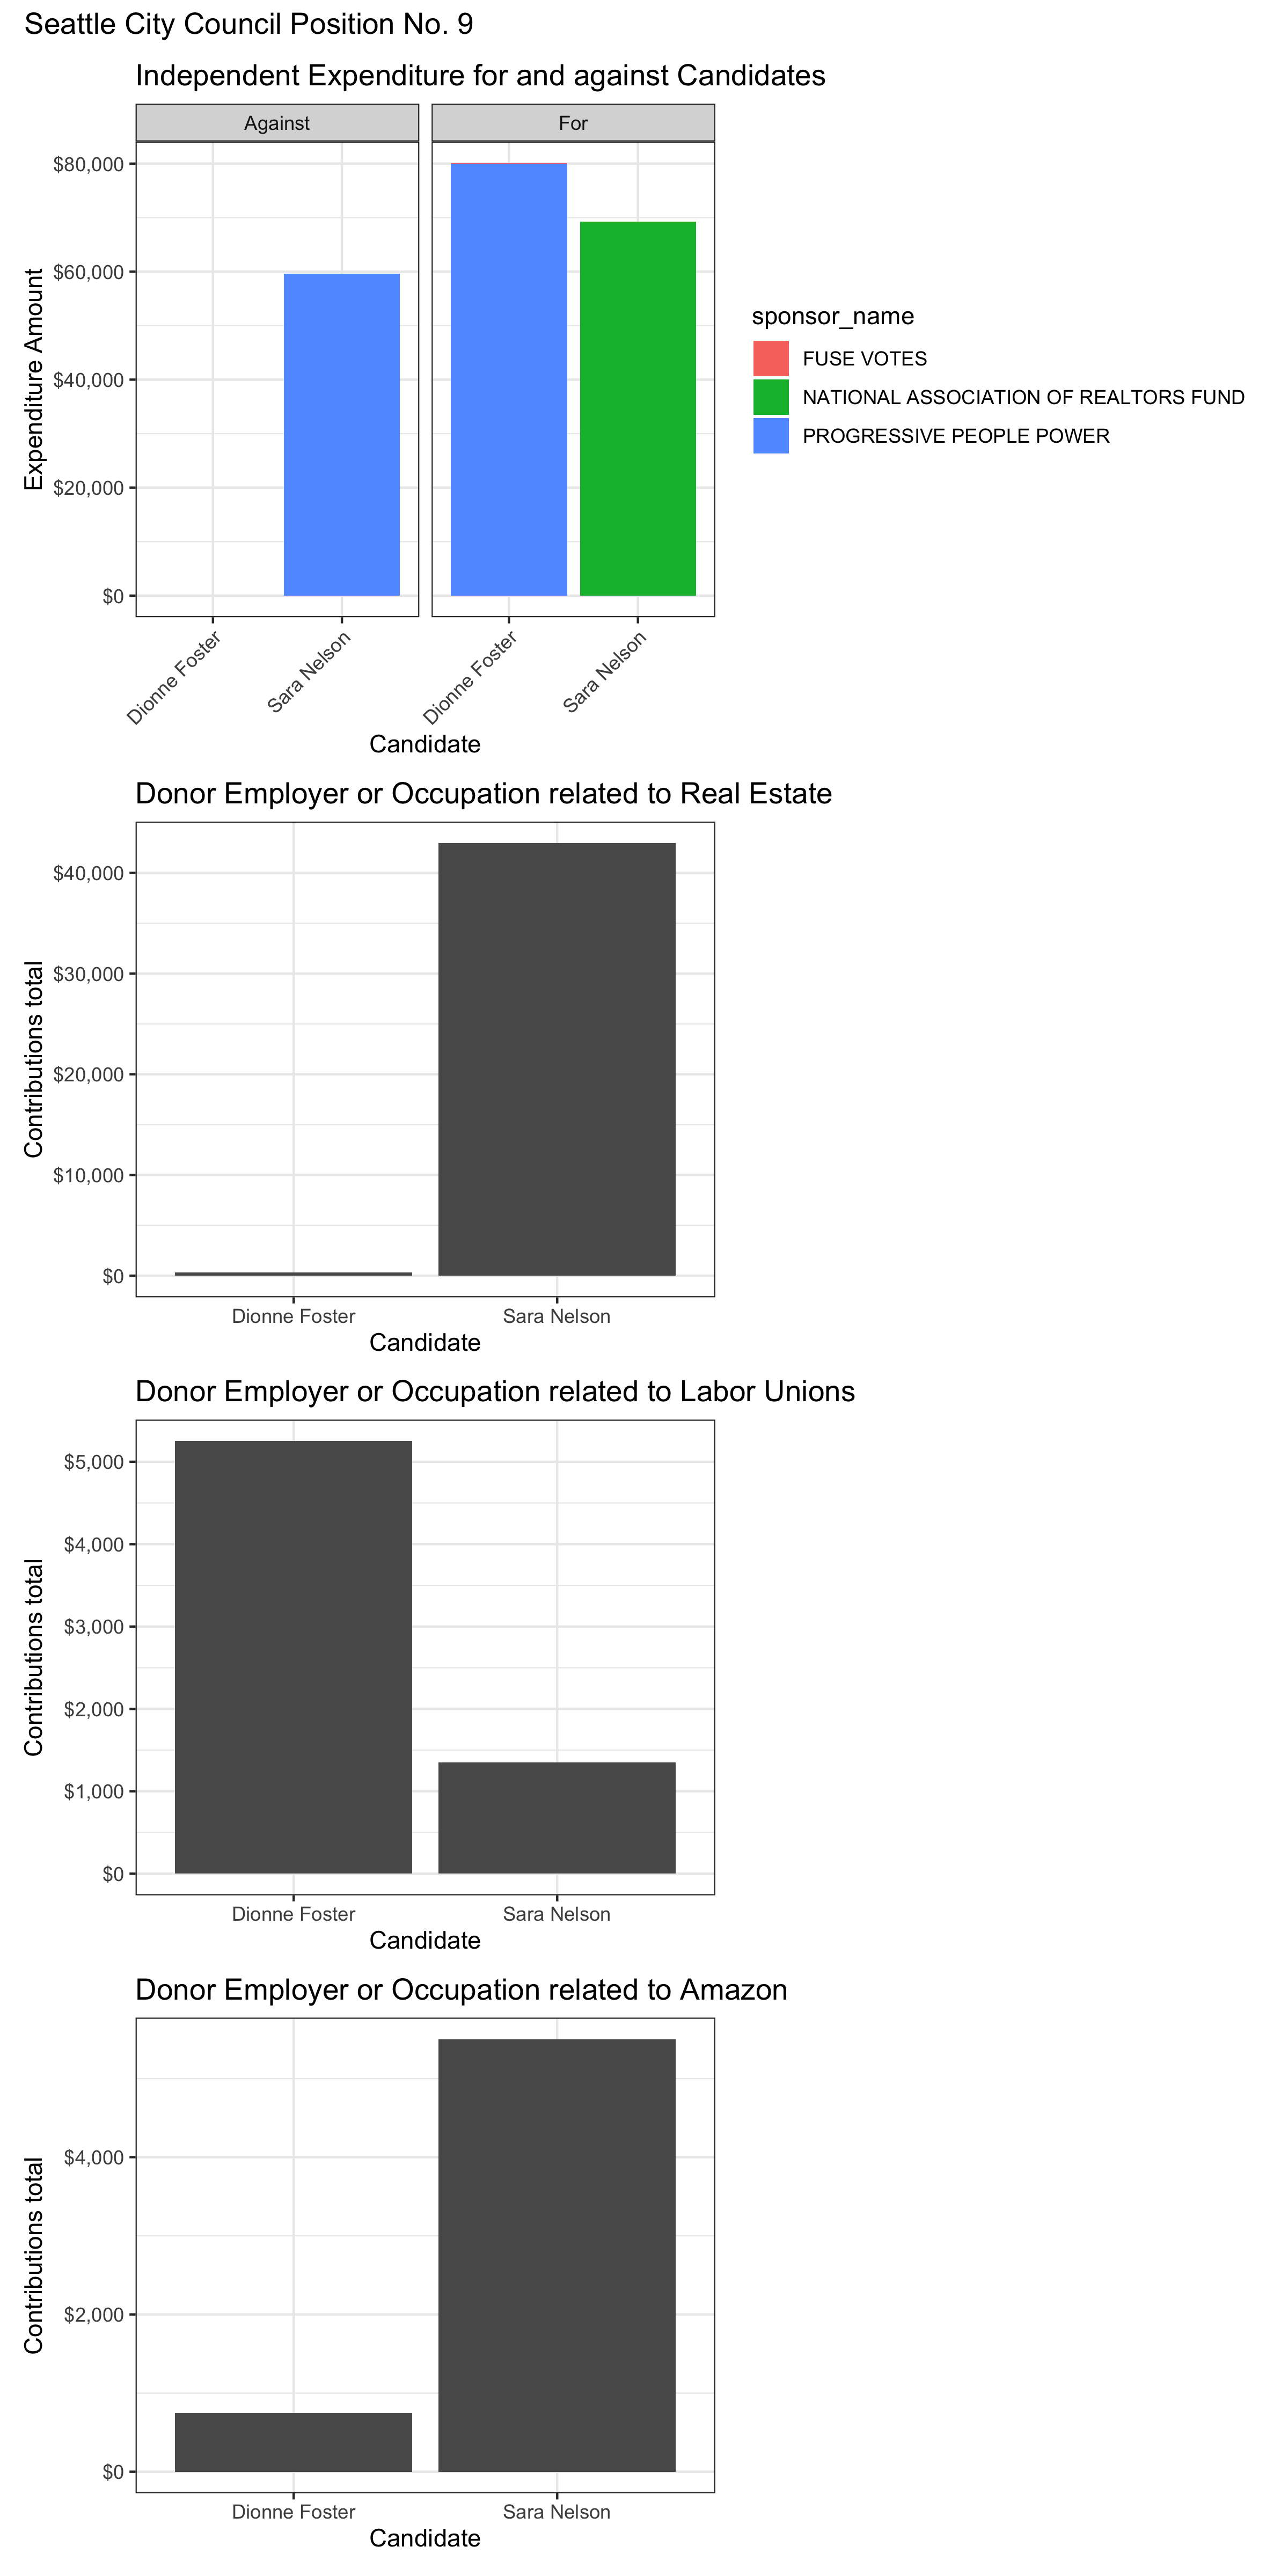 Seattle City Council Position No. 9
Independent Expenditure for and against Candidates
Against
For
Expenditure Amount
$80,000
$60,000
$40,000
$20,000
$0
Dionne Foster
Sara Nelson
Dionne Foster
Sara Nelson
Candidate
sponsor_name
FUSE VOTES
NATIONAL ASSOCIATION OF REALTORS FUND
PROGRESSIVE PEOPLE POWER
Donor Employer or Occupation related to Real Estate
Contributions total
$40,000
$30,000
$20,000
$10,000
$0
Dionne Foster
Sara Nelson
Candidate
Donor Employer or Occupation related to Labor Unions
Contributions total
$5,000
$4,000
$3,000
$2,000
$1,000
$0
Dionne Foster
Sara Nelson
Candidate
Donor Employer or Occupation related to Amazon
Contributions total
$4,000
$2,000
$0
Dionne Foster
Sara Nelson
Candidate